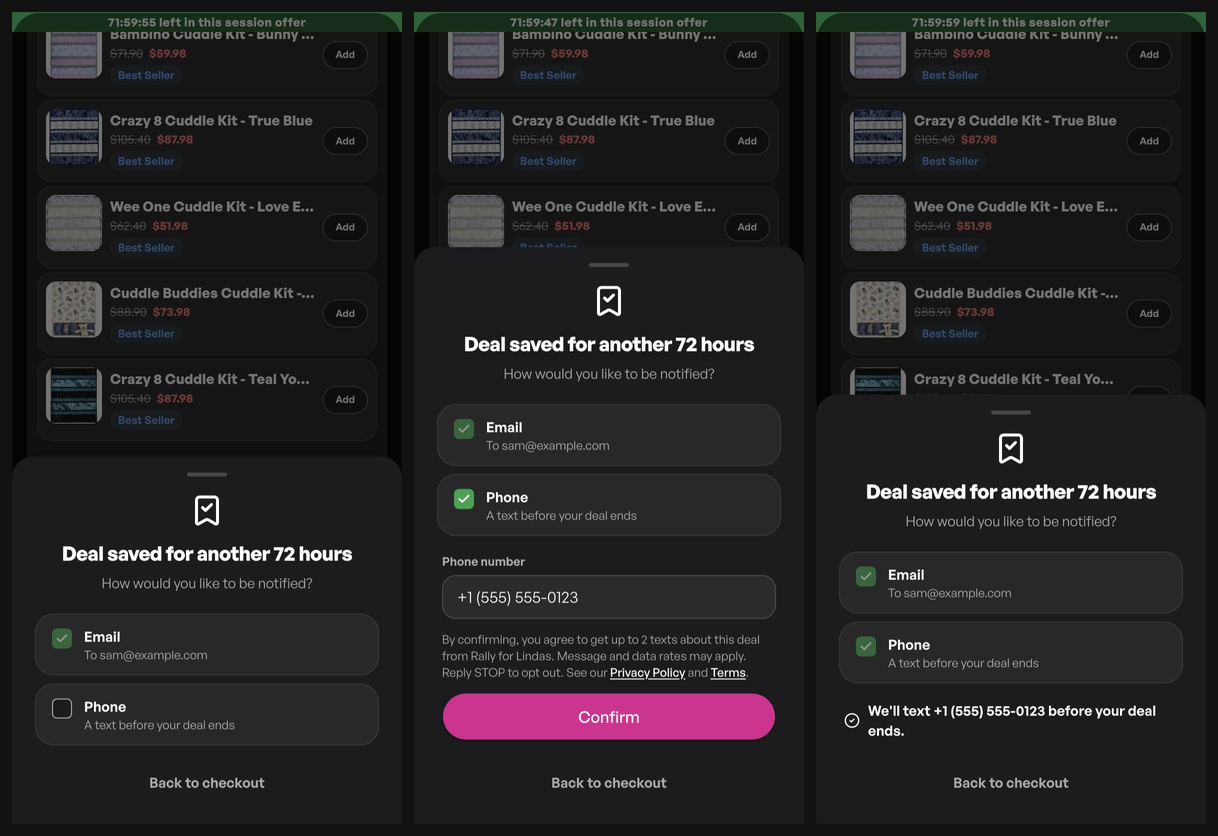 71:59:55 left in this session offer
Bambino Cuddle Kit - Bunny ...
$71.90 $59.98
Add
Best Seller
Crazy 8 Cuddle Kit - True Blue
$105.40 $87.98
Add
Best Seller
Wee One Cuddle Kit - Love E...
$62.40 $51.98
Add
Best Seller
Cuddle Buddies Cuddle Kit -...
$88.90 $73.98
Add
Best Seller
Crazy 8 Cuddle Kit - Teal Yo...
$105.40 $87.98
Add
Best Seller
Deal saved for another 72 hours
How would you like to be notified?
Email
To sam@example.com
Phone
A text before your deal ends
Back to checkout
71:59:47 left in this session offer
Bambino Cuddle Kit - Bunny ...
$71.90 $59.98
Add
Best Seller
Crazy 8 Cuddle Kit - True Blue
$105.40 $87.98
Add
Best Seller
Wee One Cuddle Kit - Love E...
$62.40 $51.98
Add
Best Seller
Deal saved for another 72 hours
How would you like to be notified?
Email
To sam@example.com
Phone
A text before your deal ends
Phone number
+1 (555) 555-0123
By confirming, you agree to get up to 2 texts about this deal
from Rally for Lindas. Message and data rates may apply.
Reply STOP to opt out. See our Privacy Policy and Terms.
Confirm
Back to checkout
71:59:59 left in this session offer
Bambino Cuddle Kit - Bunny ...
$71.90 $59.98
Add
Best Seller
Crazy 8 Cuddle Kit - True Blue
$105.40 $87.98
Add
Best Seller
Wee One Cuddle Kit - Love E...
$62.40 $51.98
Add
Best Seller
Cuddle Buddies Cuddle Kit -...
$88.90 $73.98
Add
Best Seller
Crazy 8 Cuddle Kit - Teal Yo...
Deal saved for another 72 hours
How would you like to be notified?
Email
To sam@example.com
Phone
A text before your deal ends
We'll text +1 (555) 555-0123 before your deal
ends.
Back to checkout